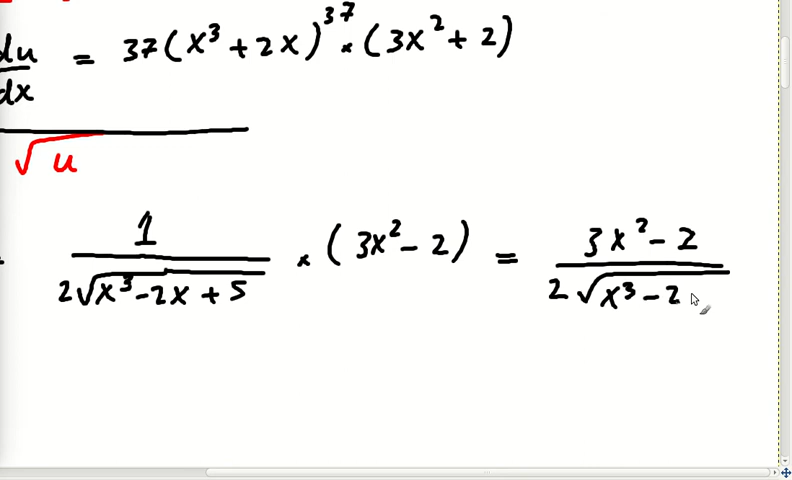 du/dx = 37(x³ + 2x)³⁷ * (3x² + 2)
√u
1/(2√(x³ - 2x + 5)) * (3x² - 2) = (3x² - 2)/(2√(x³ - 2